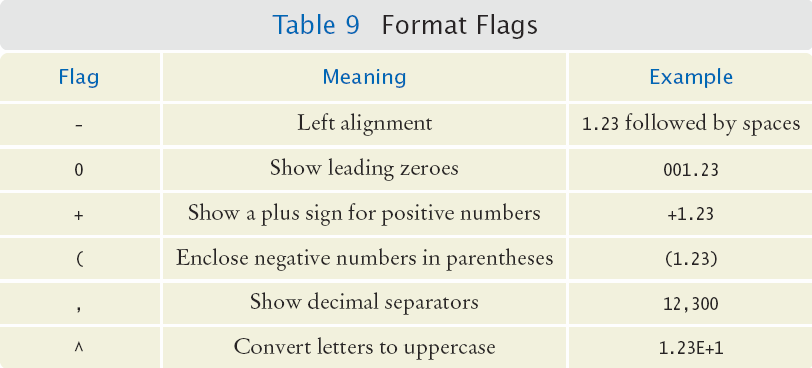 Table 9 Format Flags
Flag Meaning Example
- Left alignment 1.23 followed by spaces
0 Show leading zeroes 001.23
+ Show a plus sign for positive numbers +1.23
( Enclose negative numbers in parentheses (1.23)
, Show decimal separators 12,300
^ Convert letters to uppercase 1.23E+1